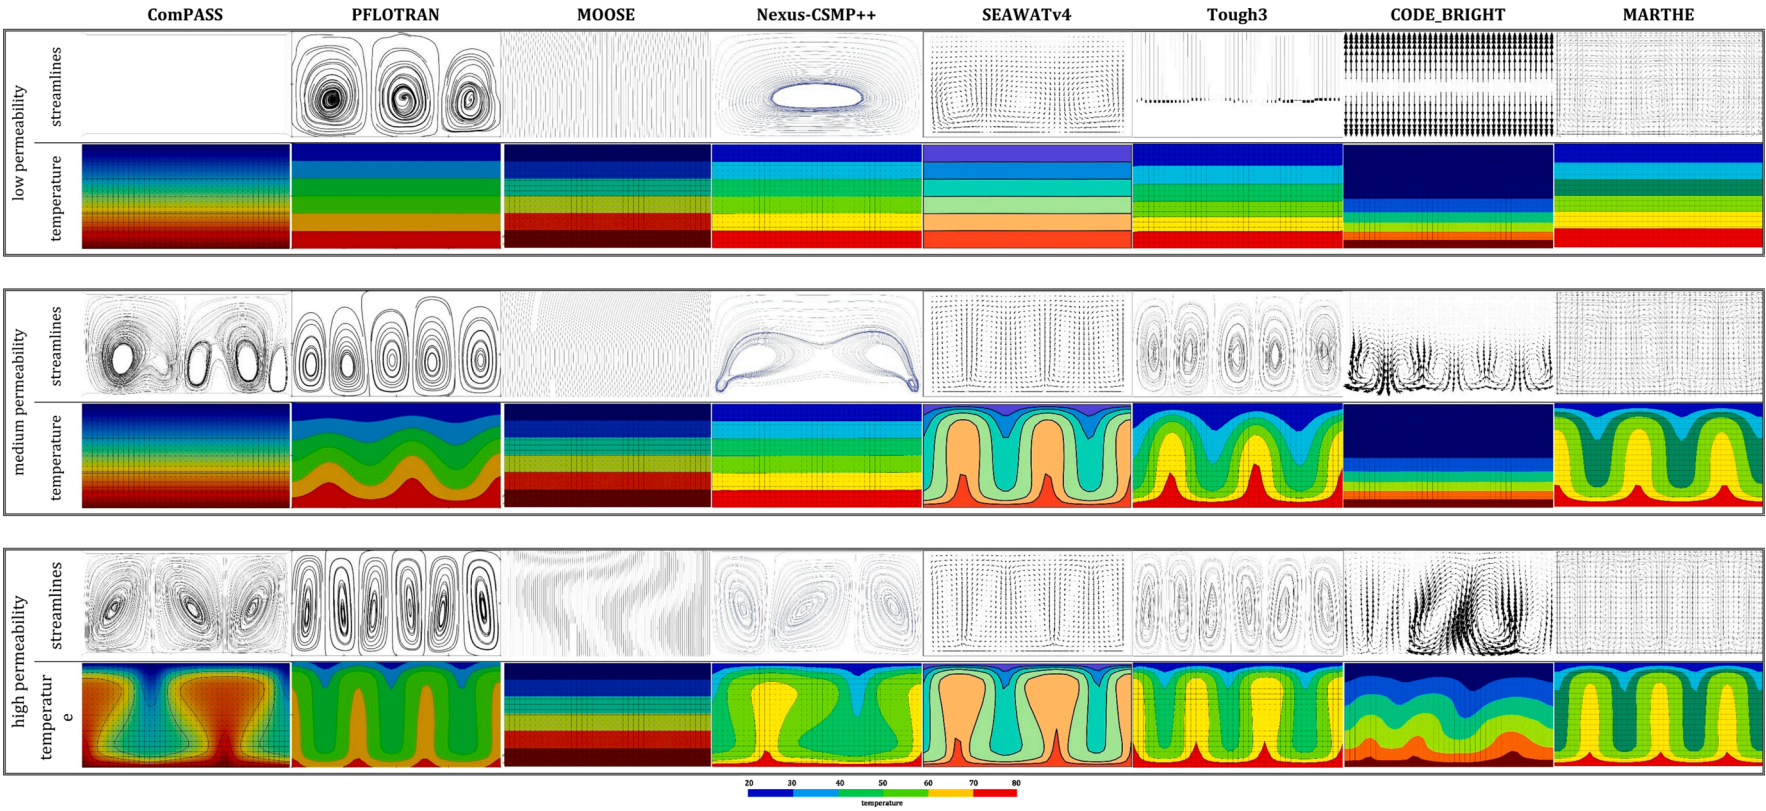 ComPASS PFLOTRAN MOOSE Nexus-CSMP++ SEAWATv4 Tough3 CODE_BRIGHT MARTHE
low permeability
streamlines
temperature
medium permeability
streamlines
temperature
high permeability
streamlines
temperatur
e
20 30 40 50 60 70 80
temperature